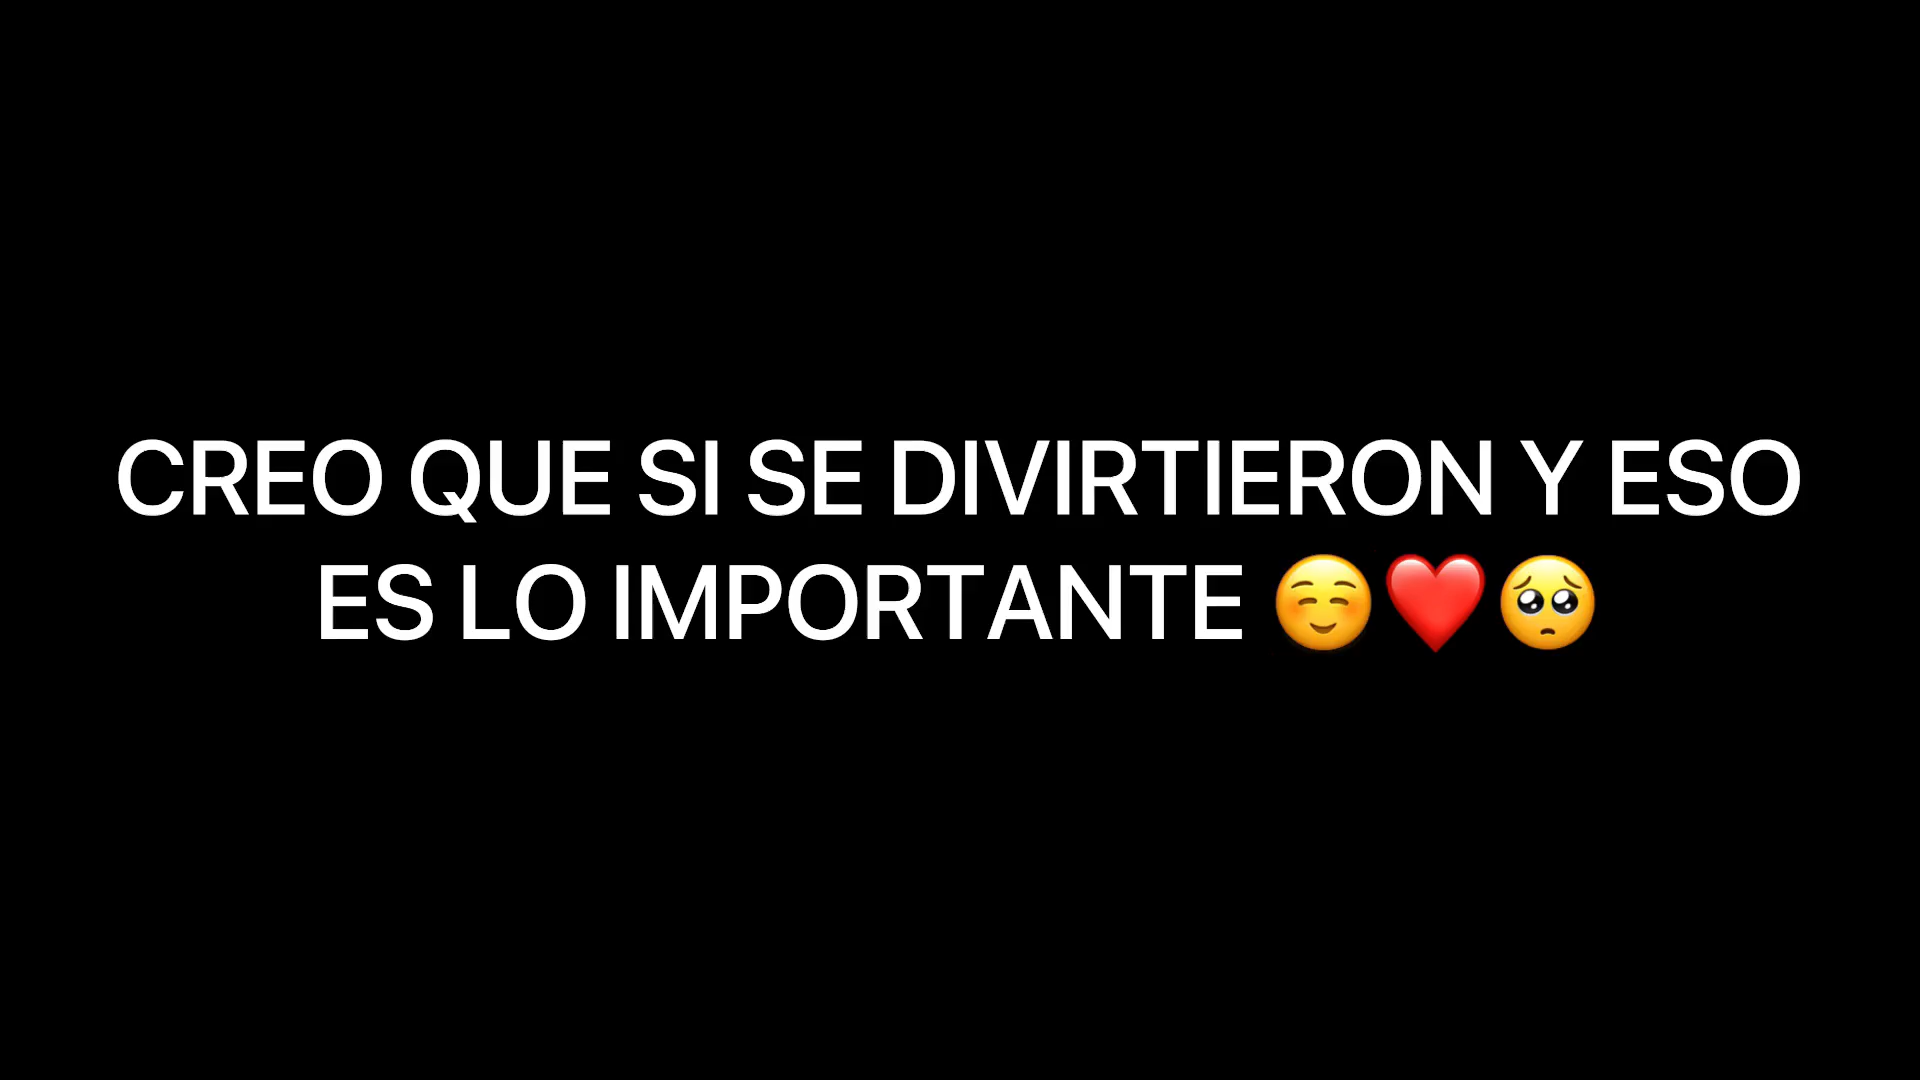 CREO QUE SI SE DIVIRTIERON Y ESO
ES LO IMPORTANTE ☺️❤️🥺